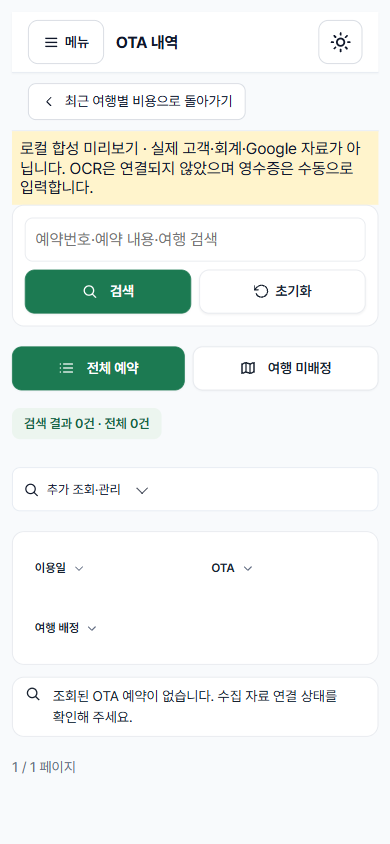 메뉴
OTA 내역
최근 여행별 비용으로 돌아가기
로컬 합성 미리보기 · 실제 고객·회계·Google 자료가 아
닙니다. OCR은 연결되지 않았으며 영수증은 수동으로
입력합니다.
예약번호·예약 내용·여행 검색
검색
초기화
전체 예약
여행 미배정
검색 결과 0건 · 전체 0건
추가 조회·관리
이용일
OTA
여행 배정
조회된 OTA 예약이 없습니다. 수집 자료 연결 상태를
확인해 주세요.
1 / 1 페이지